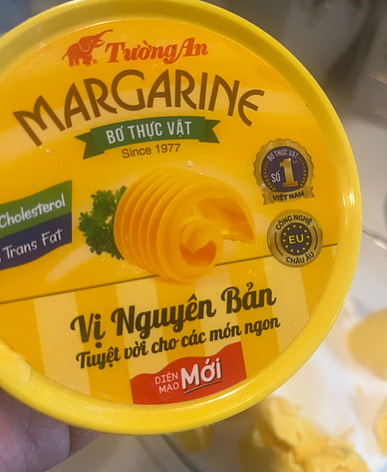 Tường An
MARGARINE
BƠ THỰC VẬT
Since 1977
BƠ THỰC VẬT
SỐ
1
VIỆT NAM
Cholesterol
Trans Fat
CÔNG NGHỆ
EU
CHÂU ÂU
Vị Nguyên Bản
Tuyệt vời cho các món ngon
DIỆN
MẠO Mới